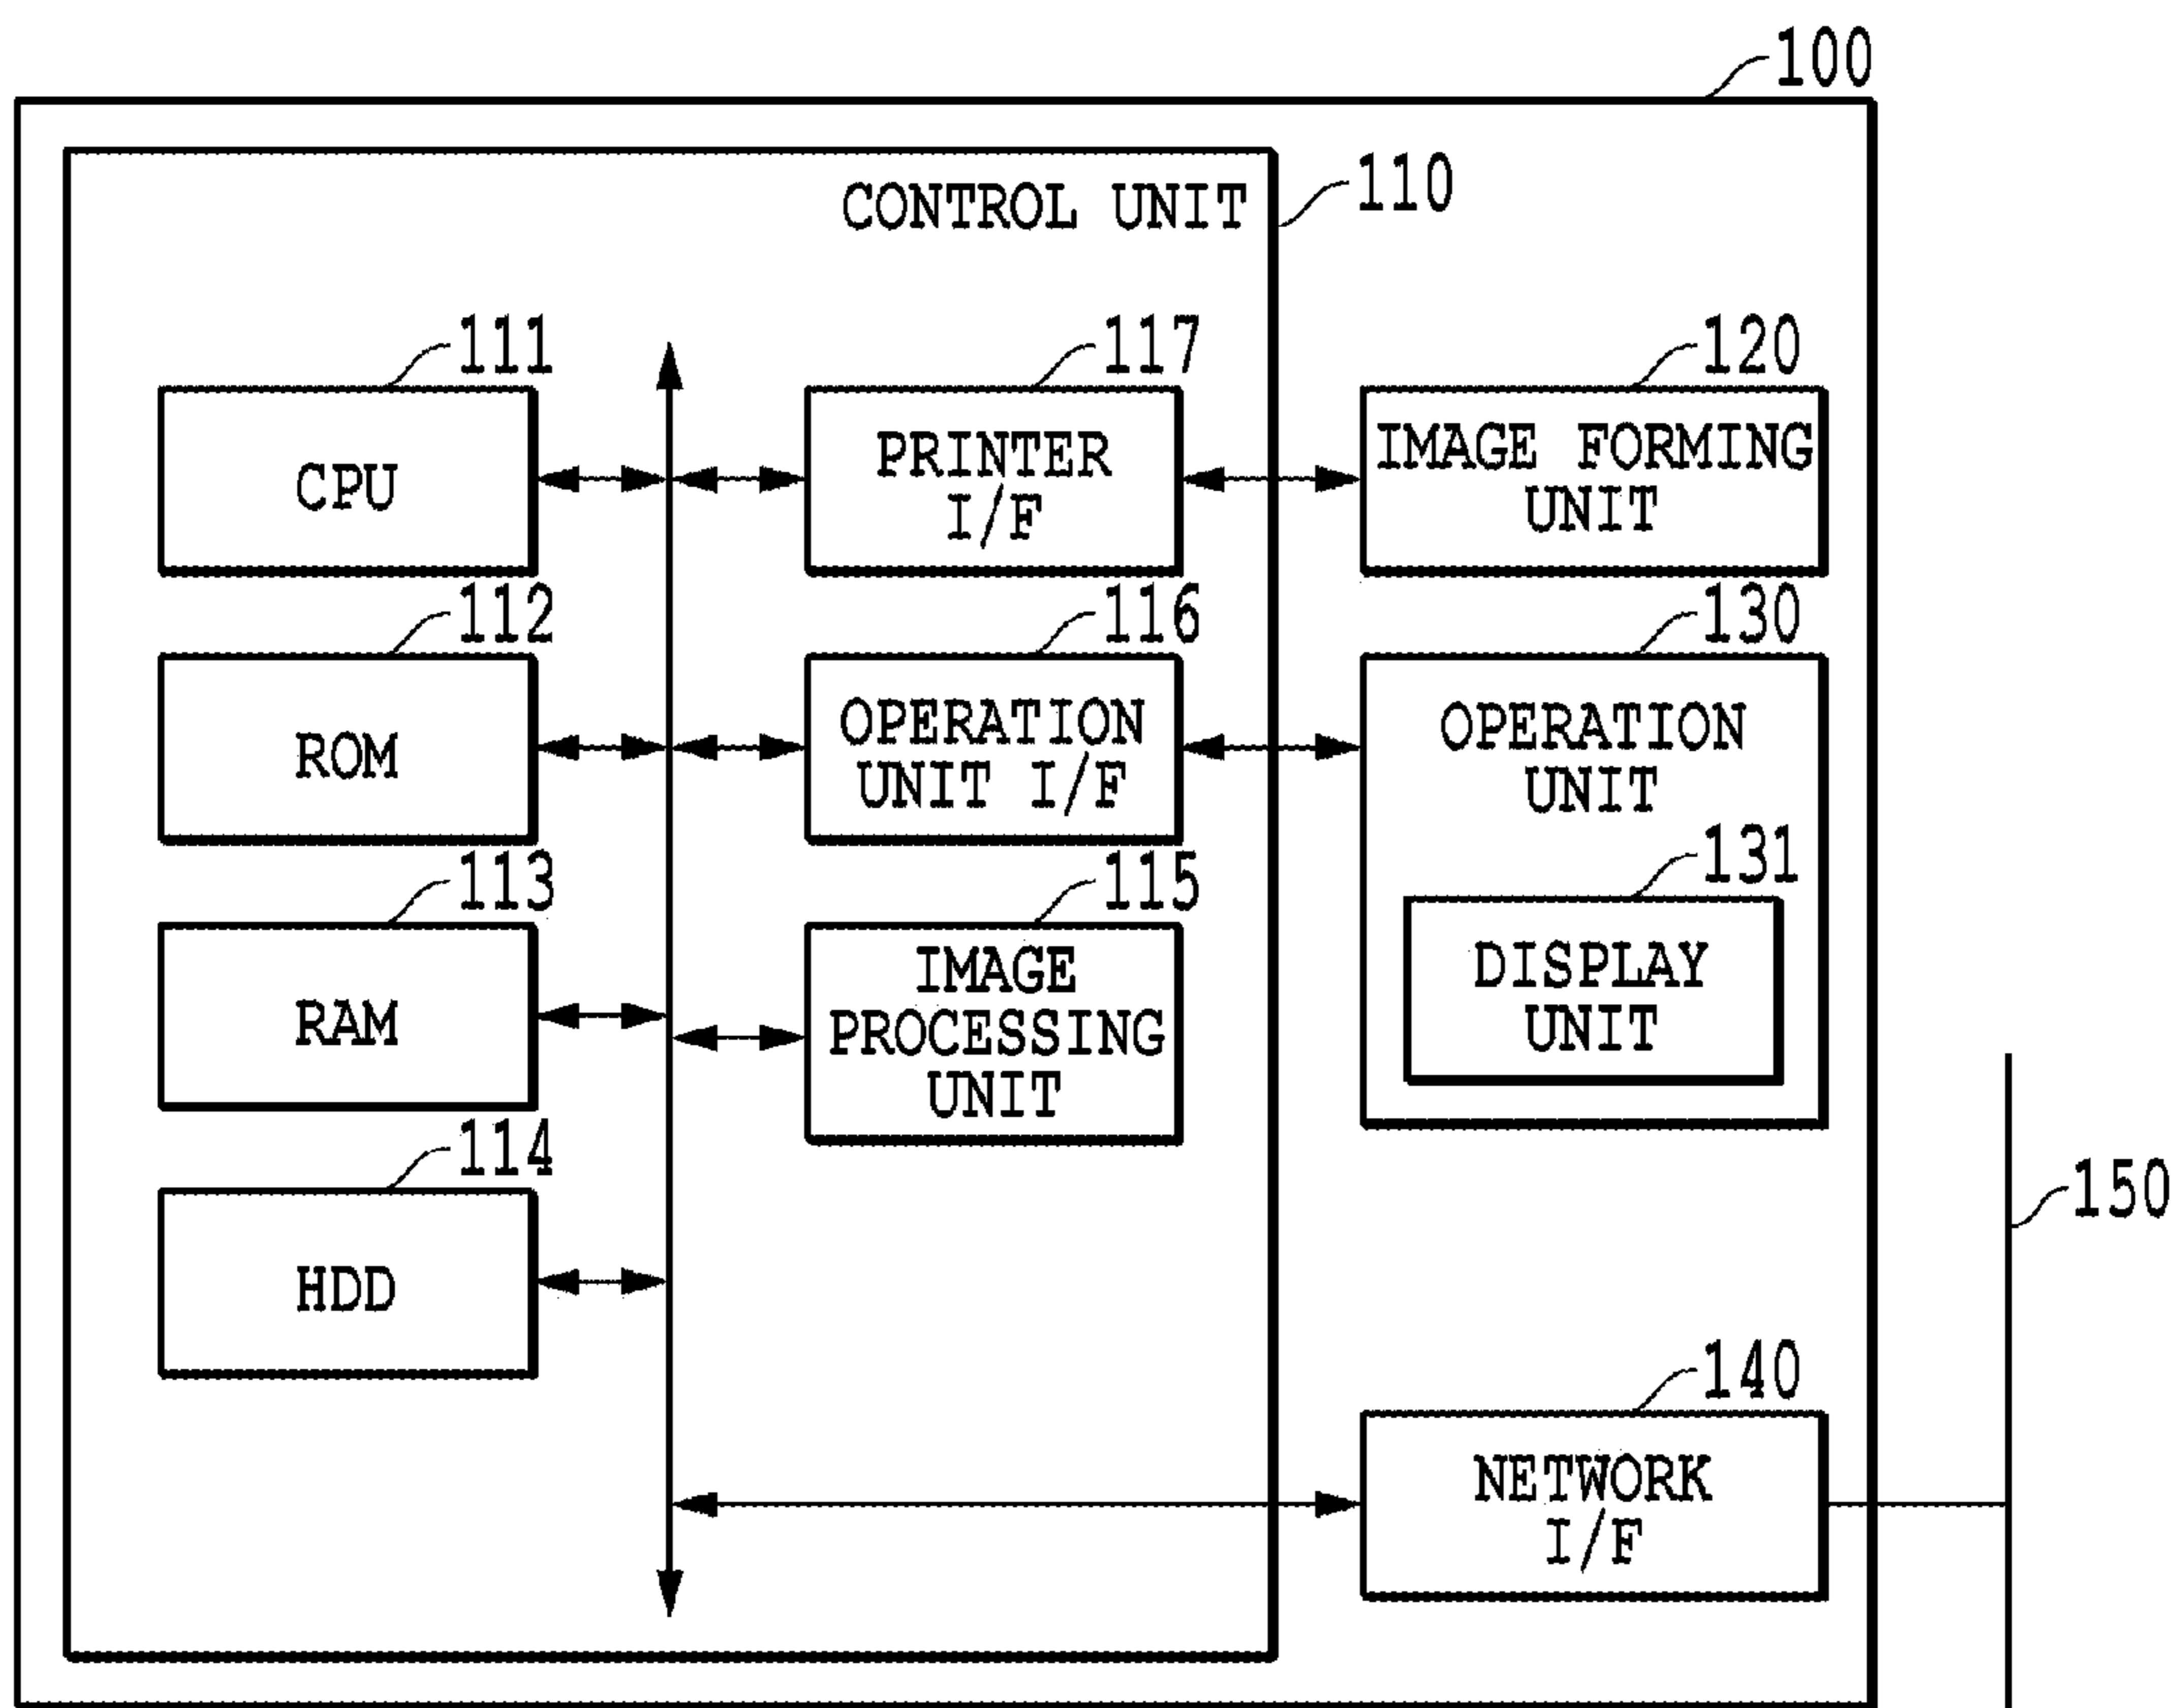 100
CONTROL UNIT
110
111
CPU
117
PRINTER
I/F
120
IMAGE FORMING
UNIT
112
ROM
116
OPERATION
UNIT I/F
130
OPERATION
UNIT
113
RAM
115
IMAGE
PROCESSING
UNIT
131
DISPLAY
UNIT
114
HDD
150
140
NETWORK
I/F